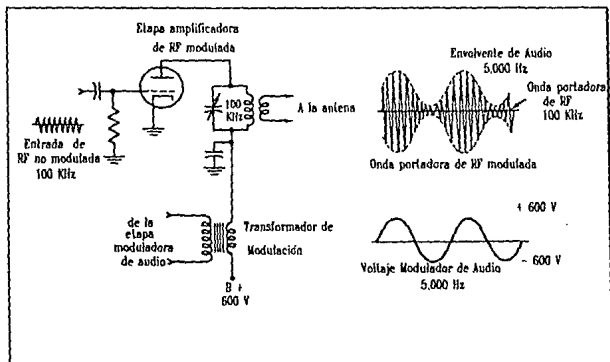 Etapa amplificadora
de RF modulada
100
KHz
A la antena
Entrada de
RF no modulada
100 KHz
Envolvente de Audio
5,000 Hz
Onda portadora
de RF
100 KHz
Onda portadora de RF modulada
de la
etapa
moduladora
de audio
Transformador de
Modulación
B +
600 V
+ 600 V
- 600 V
Voltaje Modulador de Audio
5,000 Hz